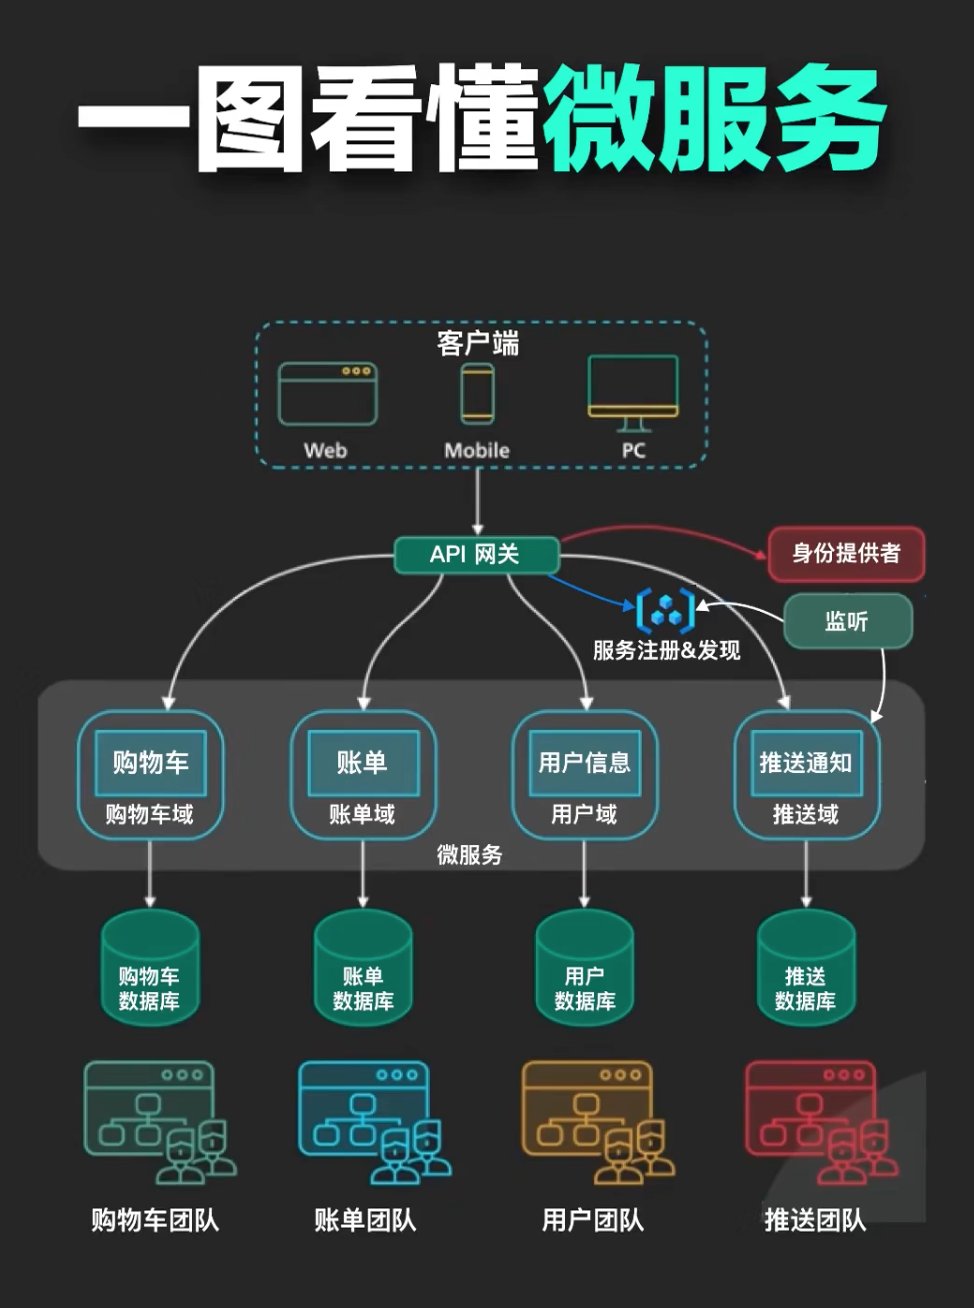 一图看懂微服务
客户端
Web
Mobile
PC
API 网关
身份提供者
监听
服务注册&发现
购物车
账单
用户信息
推送通知
购物车域
账单域
用户域
推送域
微服务
购物车
数据库
账单
数据库
用户
数据库
推送
数据库
购物车团队
账单团队
用户团队
推送团队